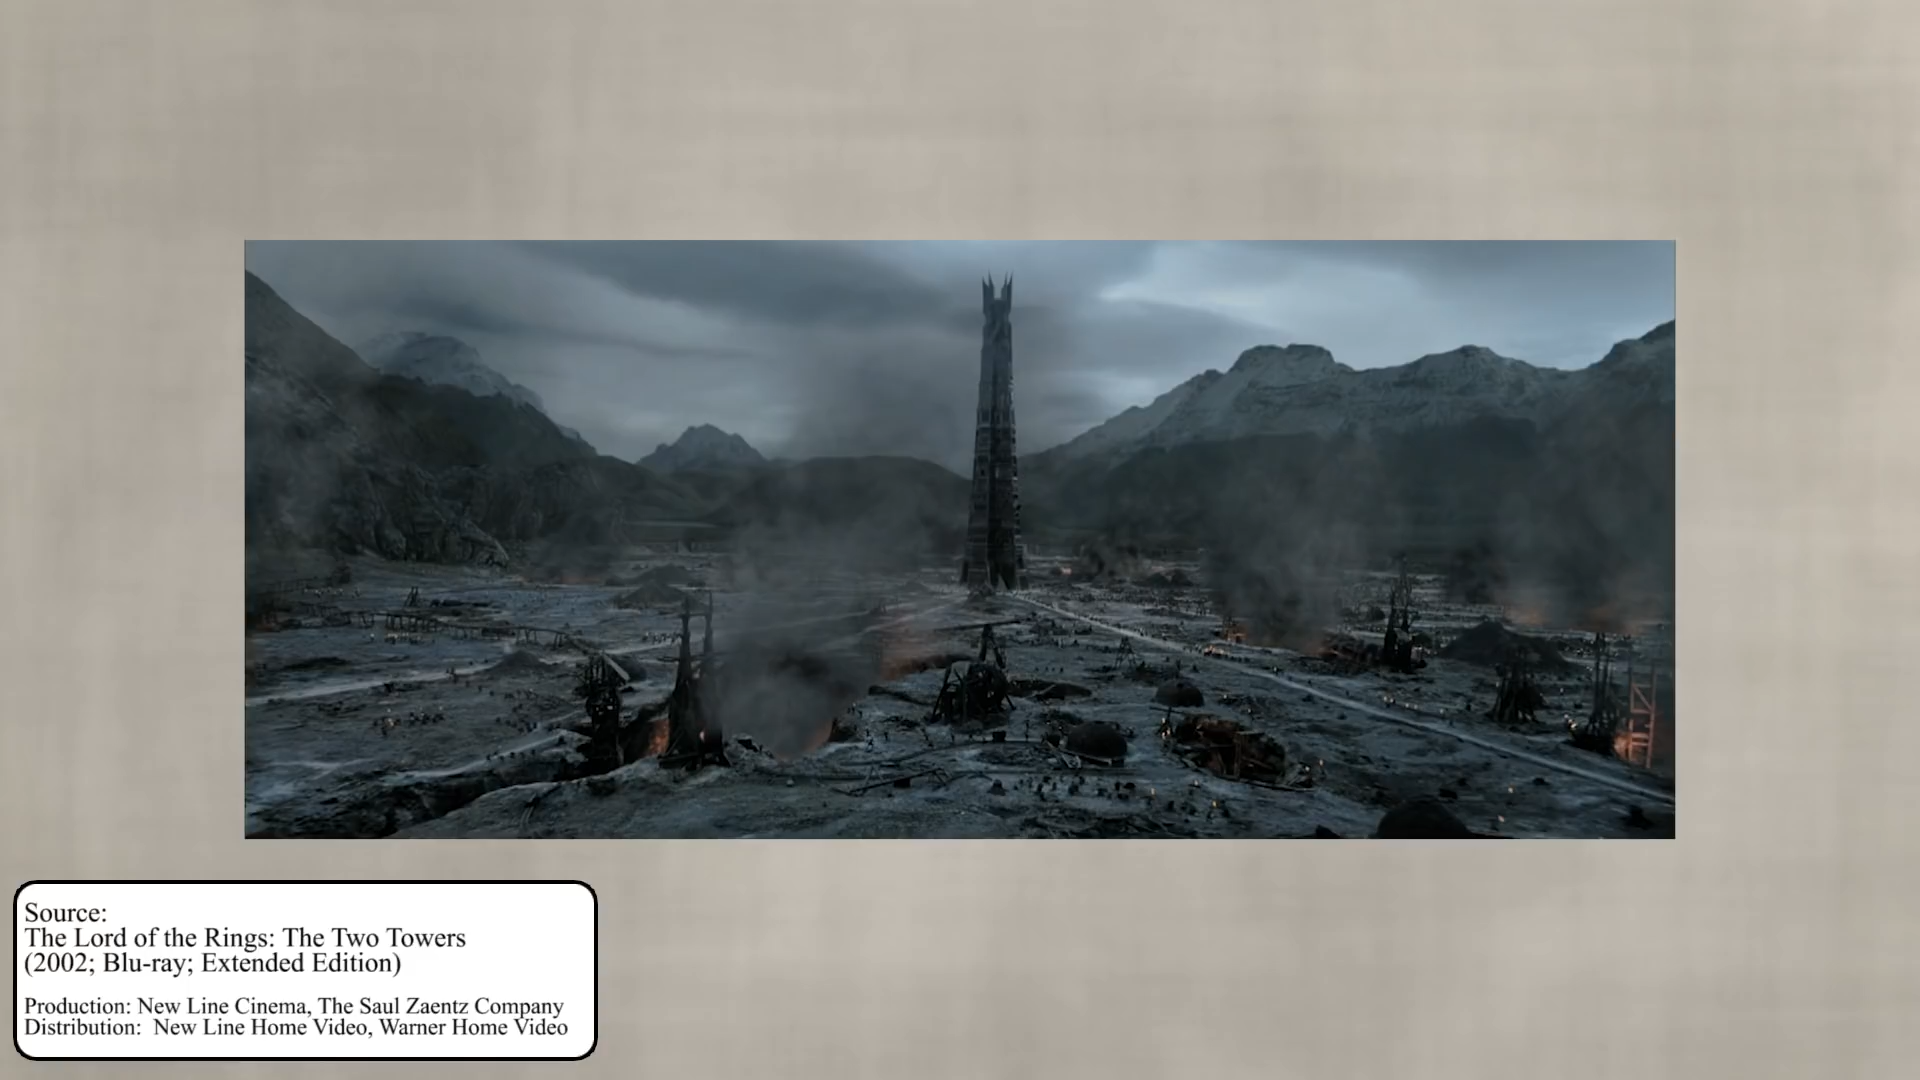 Source:
The Lord of the Rings: The Two Towers
(2002; Blu-ray; Extended Edition)
Production: New Line Cinema, The Saul Zaentz Company
Distribution:  New Line Home Video, Warner Home Video